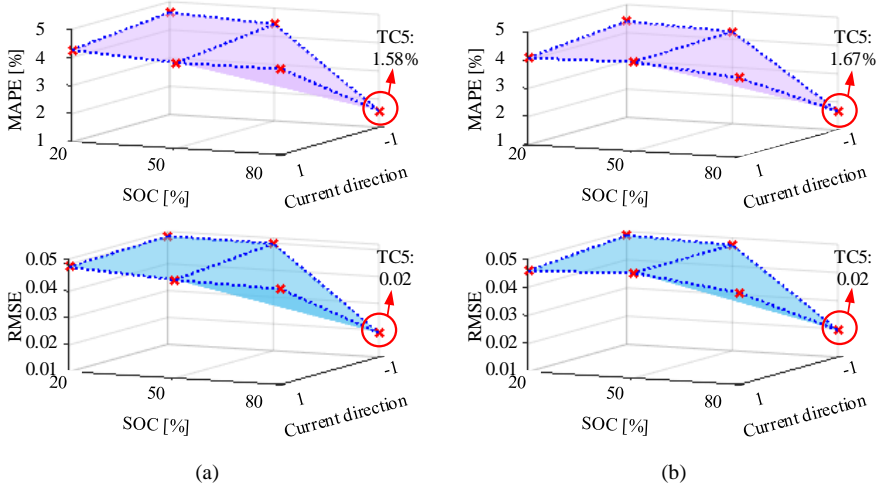 5
4
3
2
1
MAPE [%]
20
50
80
SOC [%]
1
-1
Current direction
TC5:
1.58%
5
4
3
2
1
MAPE [%]
20
50
80
SOC [%]
1
-1
Current direction
TC5:
1.67%
0.05
0.04
0.03
0.02
0.01
RMSE
20
50
80
SOC [%]
1
-1
Current direction
TC5:
0.02
0.05
0.04
0.03
0.02
0.01
RMSE
20
50
80
SOC [%]
1
-1
Current direction
TC5:
0.02
(a)
(b)